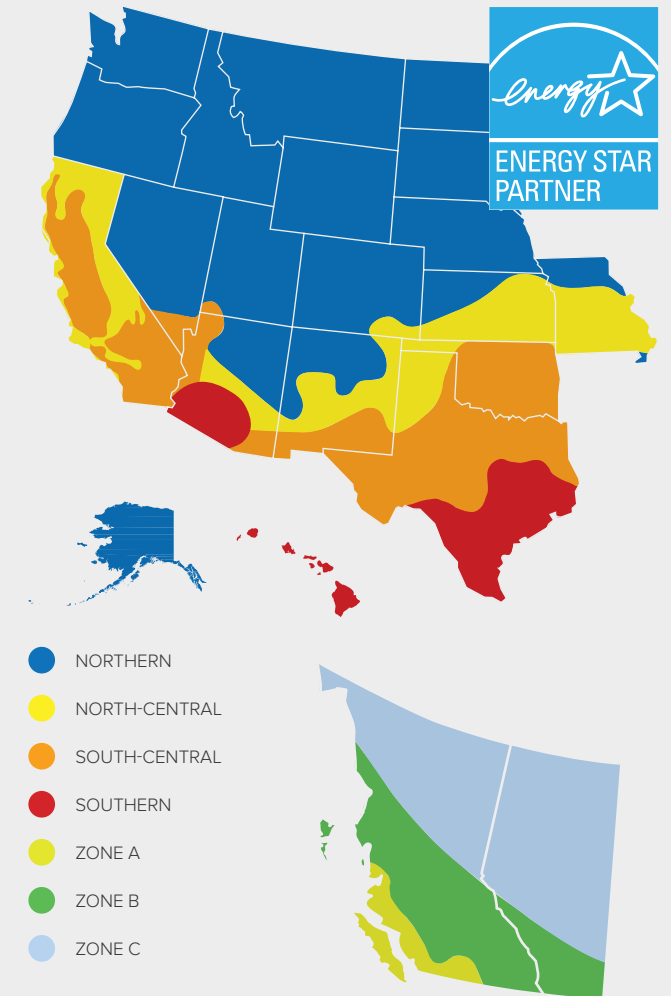 energy
ENERGY STAR
PARTNER
NORTHERN
NORTH-CENTRAL
SOUTH-CENTRAL
SOUTHERN
ZONE A
ZONE B
ZONE C